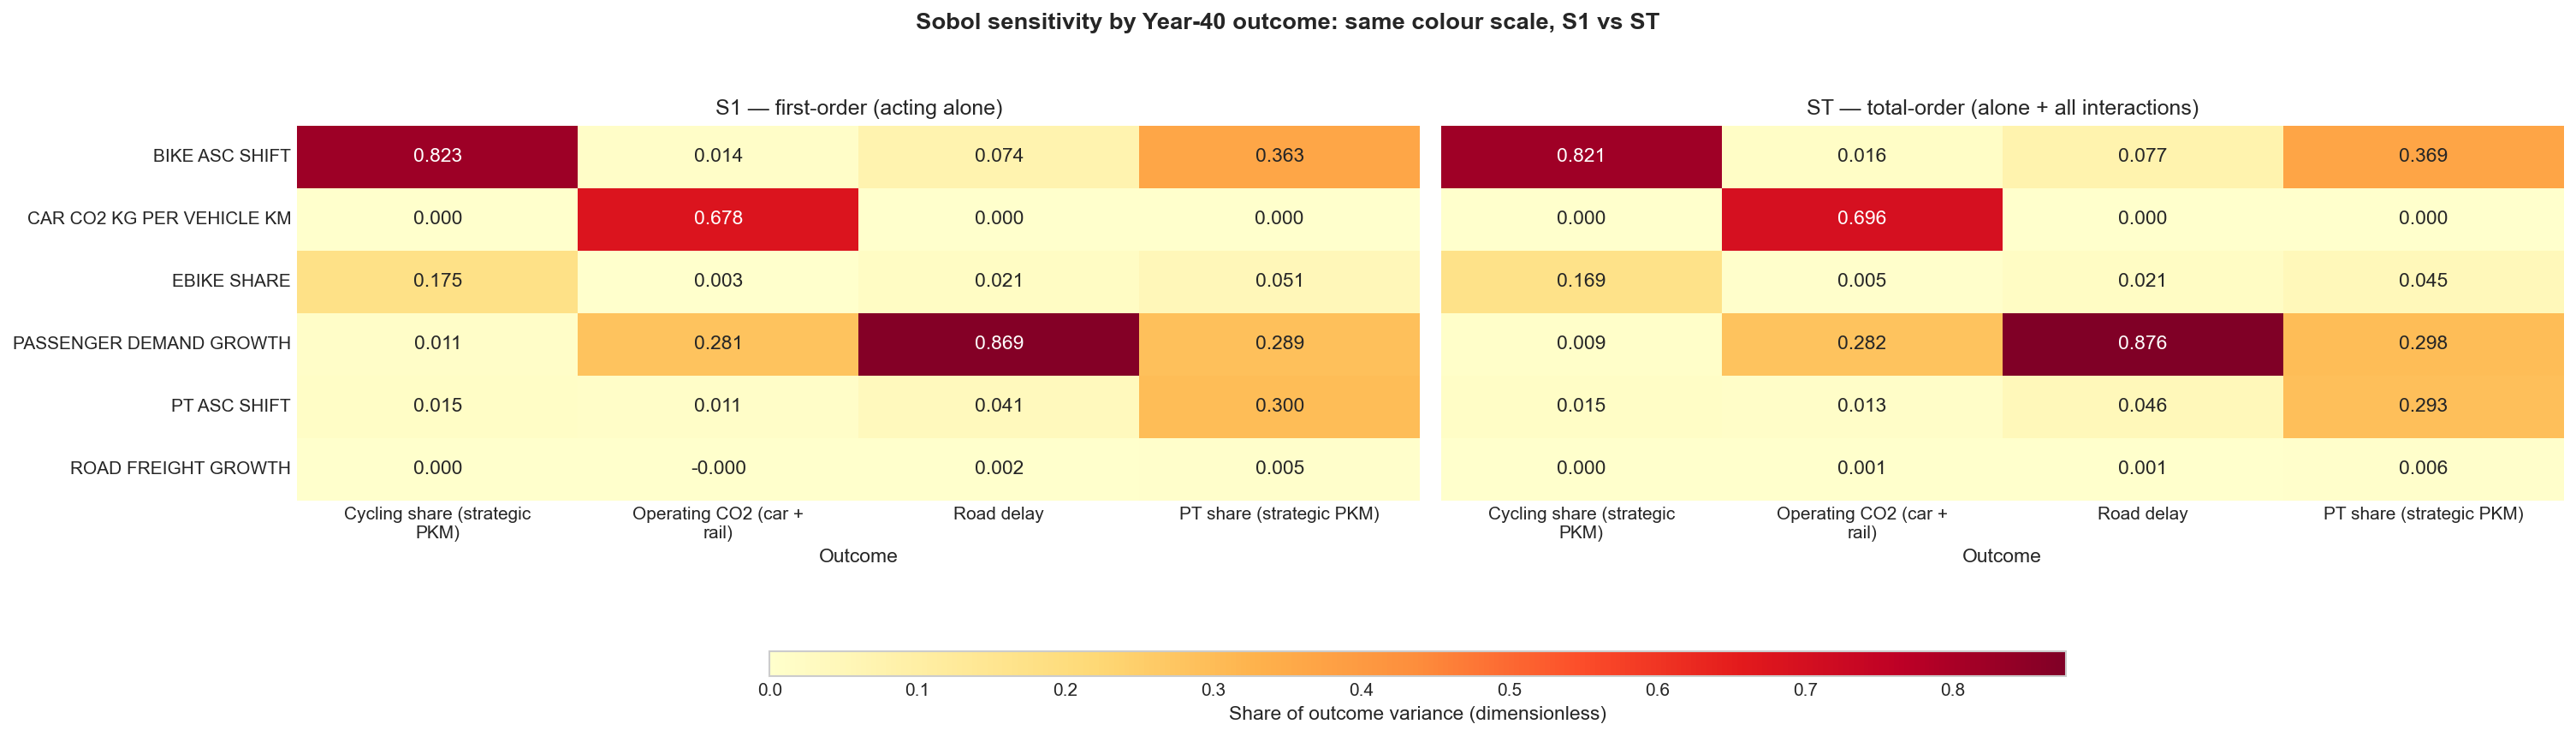 Sobol sensitivity by Year-40 outcome: same colour scale, S1 vs ST
S1 — first-order (acting alone)
ST — total-order (alone + all interactions)
BIKE ASC SHIFT 0.823 0.014 0.074 0.363 0.821 0.016 0.077 0.369
CAR CO2 KG PER VEHICLE KM 0.000 0.678 0.000 0.000 0.000 0.696 0.000 0.000
EBIKE SHARE 0.175 0.003 0.021 0.051 0.169 0.005 0.021 0.045
PASSENGER DEMAND GROWTH 0.011 0.281 0.869 0.289 0.009 0.282 0.876 0.298
PT ASC SHIFT 0.015 0.011 0.041 0.300 0.015 0.013 0.046 0.293
ROAD FREIGHT GROWTH 0.000 -0.000 0.002 0.005 0.000 0.001 0.001 0.006
Cycling share (strategic
PKM)
Operating CO2 (car +
rail)
Road delay
PT share (strategic PKM)
Outcome
Cycling share (strategic
PKM)
Operating CO2 (car +
rail)
Road delay
PT share (strategic PKM)
Outcome
0.0 0.1 0.2 0.3 0.4 0.5 0.6 0.7 0.8
Share of outcome variance (dimensionless)